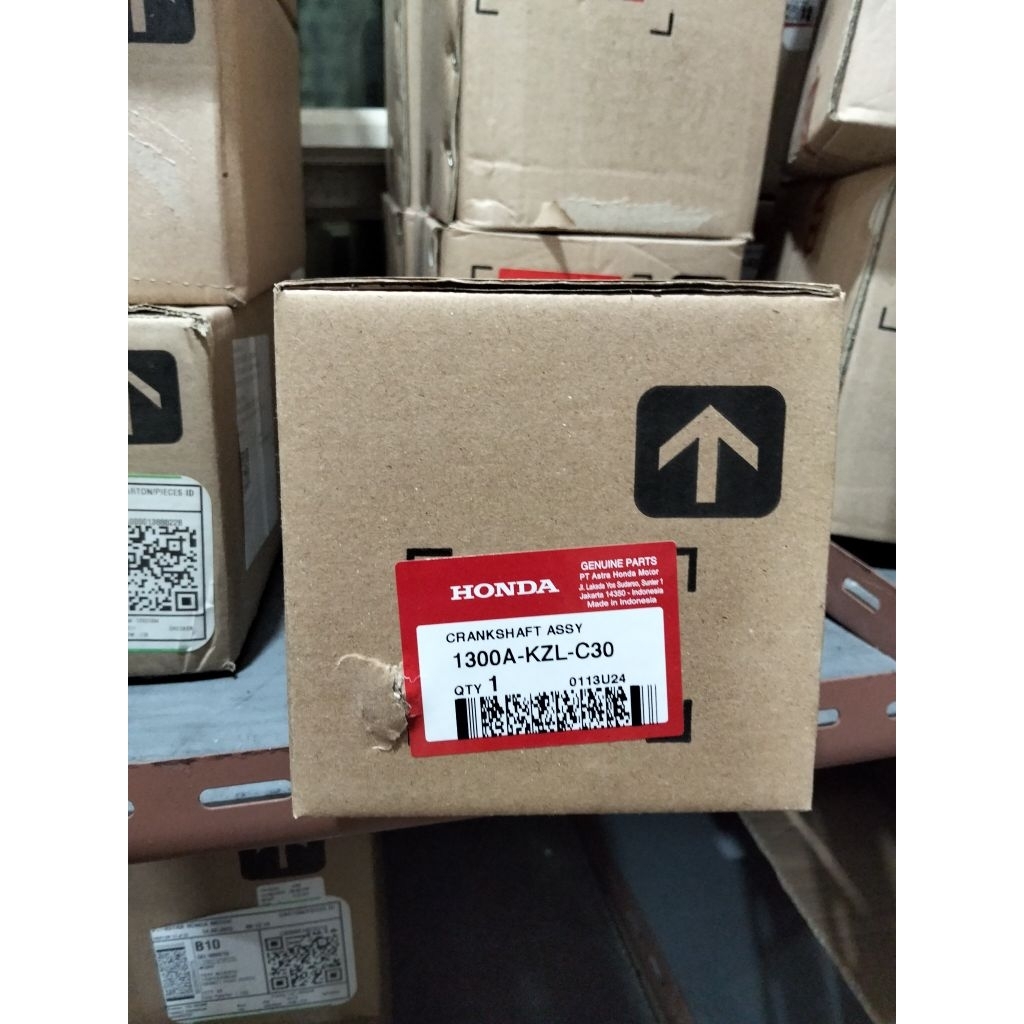 HONDA
GENUINE PARTS
PT Astra Honda Motor
Jl. Laksda Yos Sudarso, Sunter 1
Jakarta 14350 - Indonesia
Made in Indonesia
CRANKSHAFT ASSY
1300A-KZL-C30
QTY 1
0113U24
ARTON/PIECES ID
B10